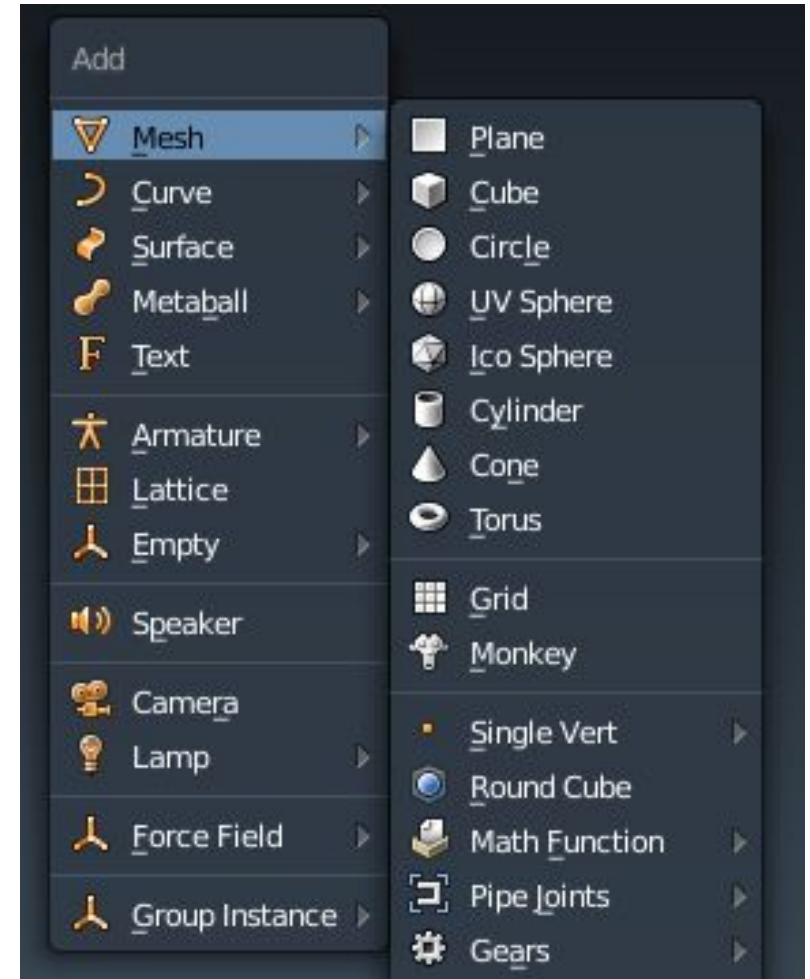 Add
Mesh
Curve
Surface
Metaball
Text
Armature
Lattice
Empty
Speaker
Camera
Lamp
Force Field
Group Instance
Plane
Cube
Circle
UV Sphere
Ico Sphere
Cylinder
Cone
Torus
Grid
Monkey
Single Vert
Round Cube
Math Function
Pipe Joints
Gears